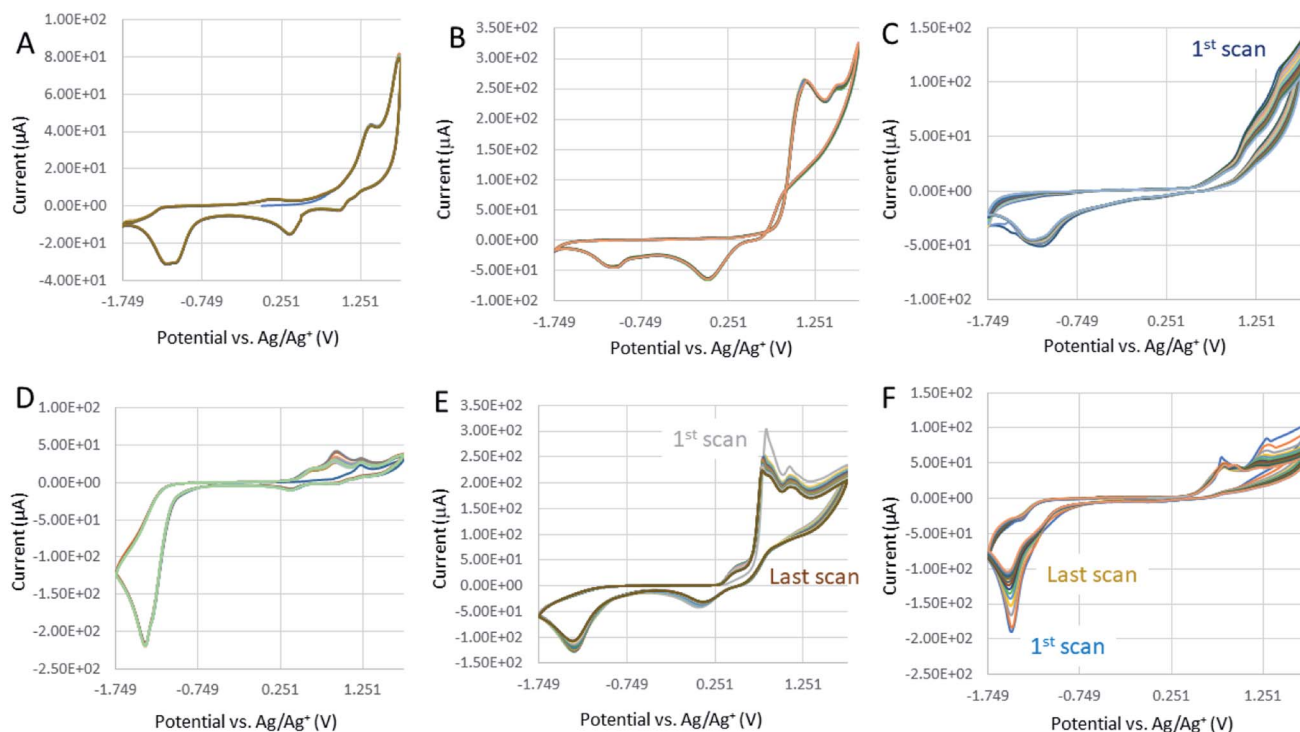 A
1.00E+02
8.00E+01
6.00E+01
4.00E+01
2.00E+01
0.00E+00
-2.00E+01
-4.00E+01
Current (µA)
-1.749 -0.749 0.251 1.251
Potential vs. Ag/Ag⁺ (V)
B
3.50E+02
3.00E+02
2.50E+02
2.00E+02
1.50E+02
1.00E+02
5.00E+01
0.00E+00
-5.00E+01
-1.00E+02
Current (µA)
-1.749 -0.749 0.251 1.251
Potential vs. Ag/Ag⁺ (V)
C
1st scan
1.50E+02
1.00E+02
5.00E+01
0.00E+00
-5.00E+01
-1.00E+02
Current (µA)
-1.749 -0.749 0.251 1.251
Potential vs. Ag/Ag⁺ (V)
D
1.00E+02
5.00E+01
0.00E+00
-5.00E+01
-1.00E+02
-1.50E+02
-2.00E+02
-2.50E+02
Current (µA)
-1.749 -0.749 0.251 1.251
Potential vs. Ag/Ag⁺ (V)
E
3.50E+02
3.00E+02
2.50E+02
2.00E+02
1.50E+02
1.00E+02
5.00E+01
0.00E+00
-5.00E+01
-1.00E+02
-1.50E+02
1st scan
Last scan
Current (µA)
-1.749 -0.749 0.251 1.251
Potential vs. Ag/Ag⁺ (V)
F
1.50E+02
1.00E+02
5.00E+01
0.00E+00
-5.00E+01
-1.00E+02
-1.50E+02
-2.00E+02
-2.50E+02
Last scan
1st scan
Current (µA)
-1.749 -0.749 0.251 1.251
Potential vs. Ag/Ag⁺ (V)